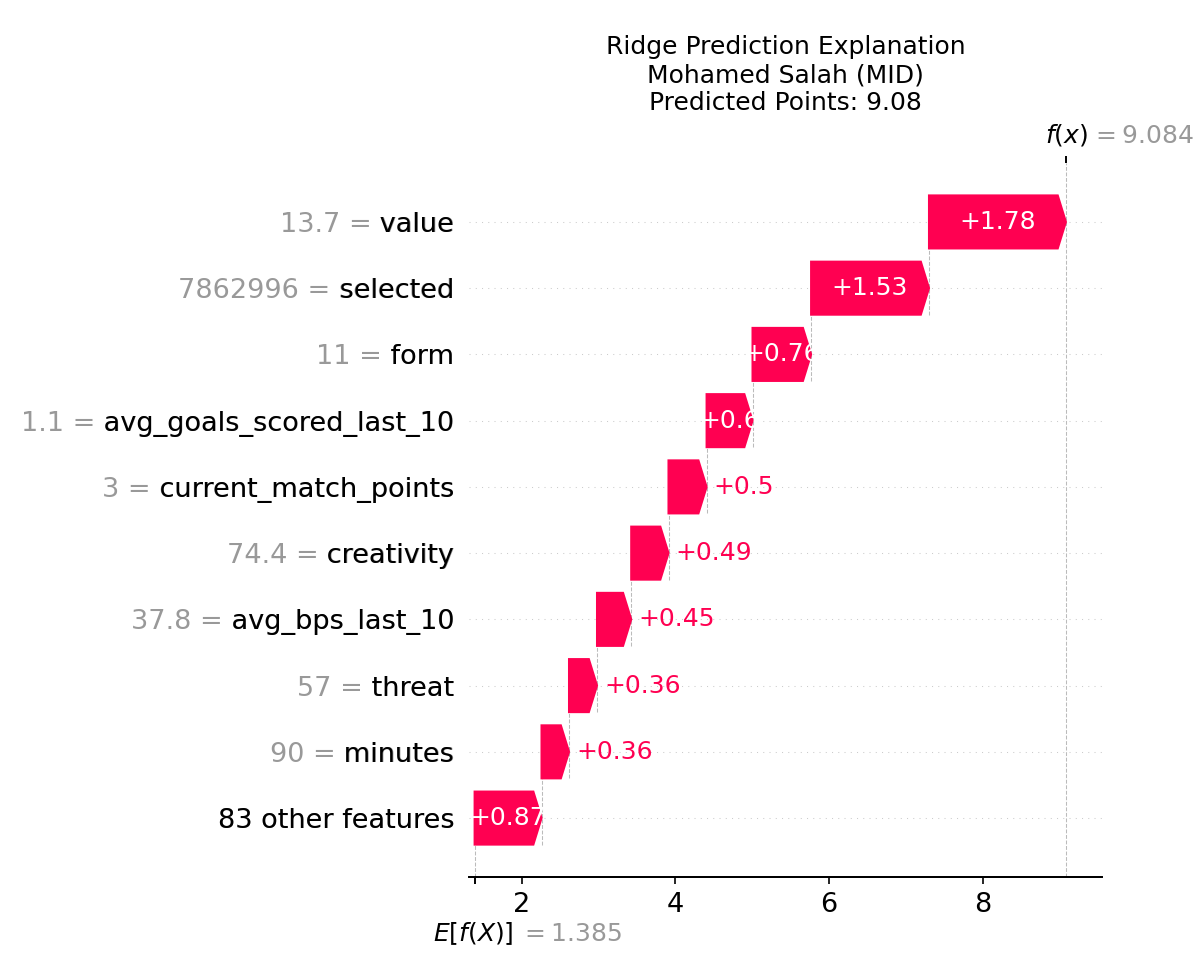 Ridge Prediction Explanation
Mohamed Salah (MID)
Predicted Points: 9.08
f(x) = 9.084
13.7 = value
+1.78
7862996 = selected
+1.53
11 = form
+0.76
1.1 = avg_goals_scored_last_10
+0.6
3 = current_match_points
+0.5
74.4 = creativity
+0.49
37.8 = avg_bps_last_10
+0.45
57 = threat
+0.36
90 = minutes
+0.36
83 other features
+0.87
2 4 6 8
E[f(X)] = 1.385